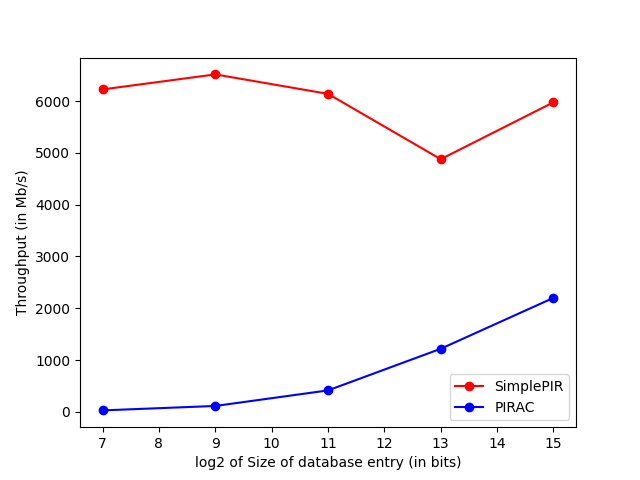 6000
5000
4000
3000
2000
1000
0
Throughput (in Mb/s)
SimplePIR
PIRAC
7 8 9 10 11 12 13 14 15
log2 of Size of database entry (in bits)